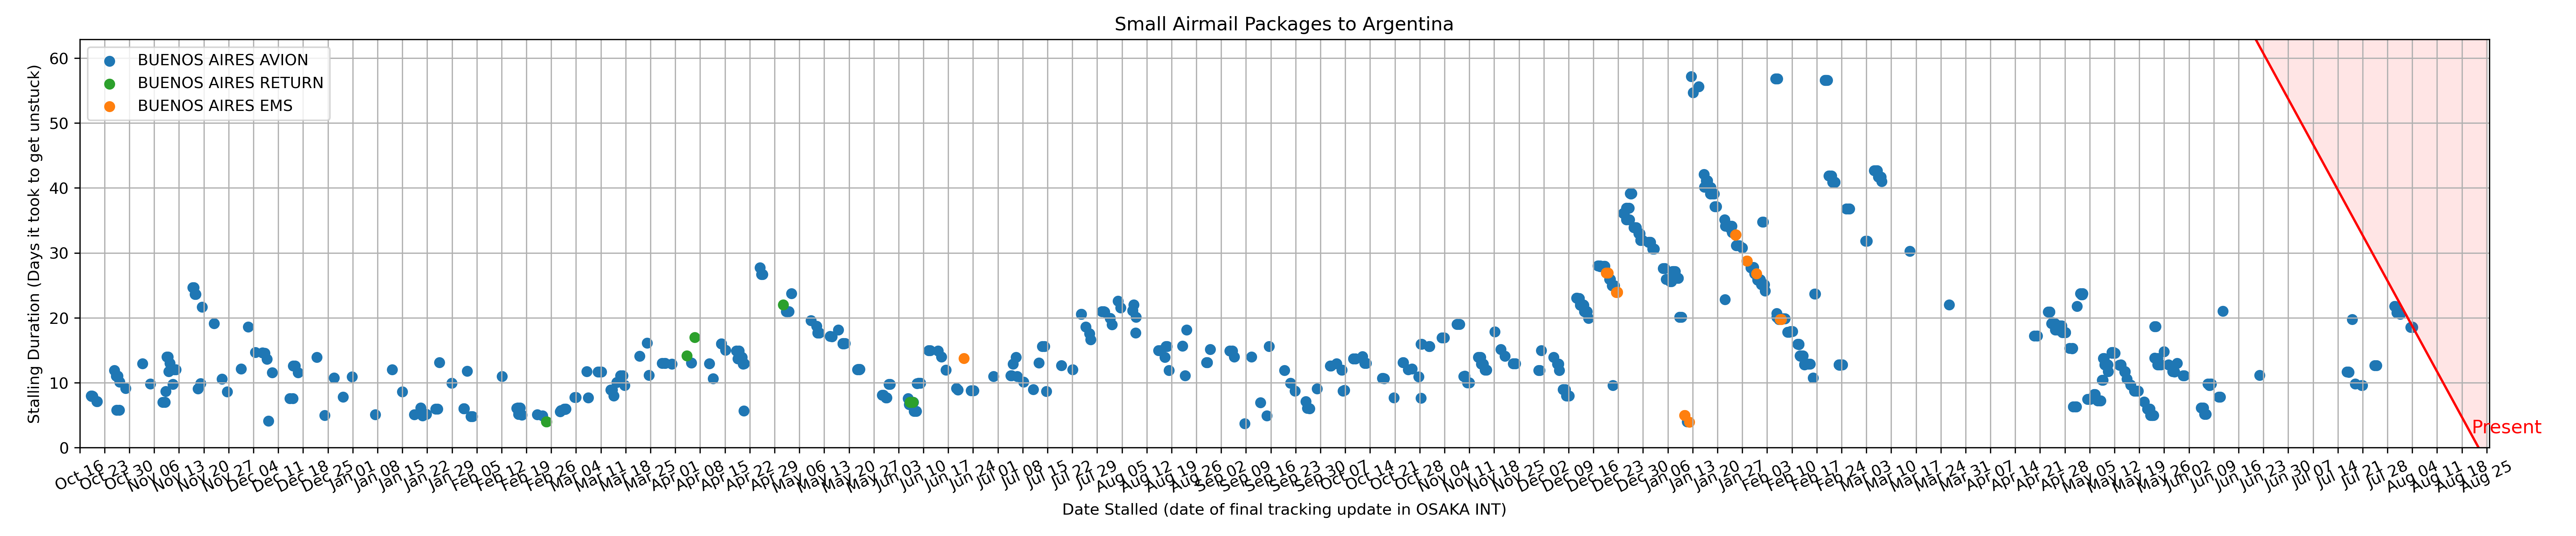 Small Airmail Packages to Argentina
BUENOS AIRES AVION
BUENOS AIRES RETURN
BUENOS AIRES EMS
Stalling Duration (Days it took to get unstuck)
60
50
40
30
20
10
0
Present
Oct 16
Oct 23
Oct 30
Nov 06
Nov 13
Nov 20
Nov 27
Dec 04
Dec 11
Dec 18
Dec 25
Jan 01
Jan 08
Jan 15
Jan 22
Jan 29
Feb 05
Feb 12
Feb 19
Feb 26
Mar 04
Mar 11
Mar 18
Mar 25
Apr 01
Apr 08
Apr 15
Apr 22
Apr 29
May 06
May 13
May 20
May 27
Jun 03
Jun 10
Jun 17
Jun 24
Jul 01
Jul 08
Jul 15
Jul 22
Jul 29
Aug 05
Aug 12
Aug 19
Aug 26
Sep 02
Sep 09
Sep 16
Sep 23
Sep 30
Oct 07
Oct 14
Oct 21
Oct 28
Nov 04
Nov 11
Nov 18
Nov 25
Dec 02
Dec 09
Dec 16
Dec 23
Dec 30
Jan 06
Jan 13
Jan 20
Jan 27
Feb 03
Feb 10
Feb 17
Feb 24
Mar 03
Mar 10
Mar 17
Mar 24
Mar 31
Apr 07
Apr 14
Apr 21
Apr 28
May 05
May 12
May 19
May 26
Jun 02
Jun 09
Jun 16
Jun 23
Jun 30
Jul 07
Jul 14
Jul 21
Jul 28
Aug 04
Aug 11
Aug 18
Aug 25
Date Stalled (date of final tracking update in OSAKA INT)